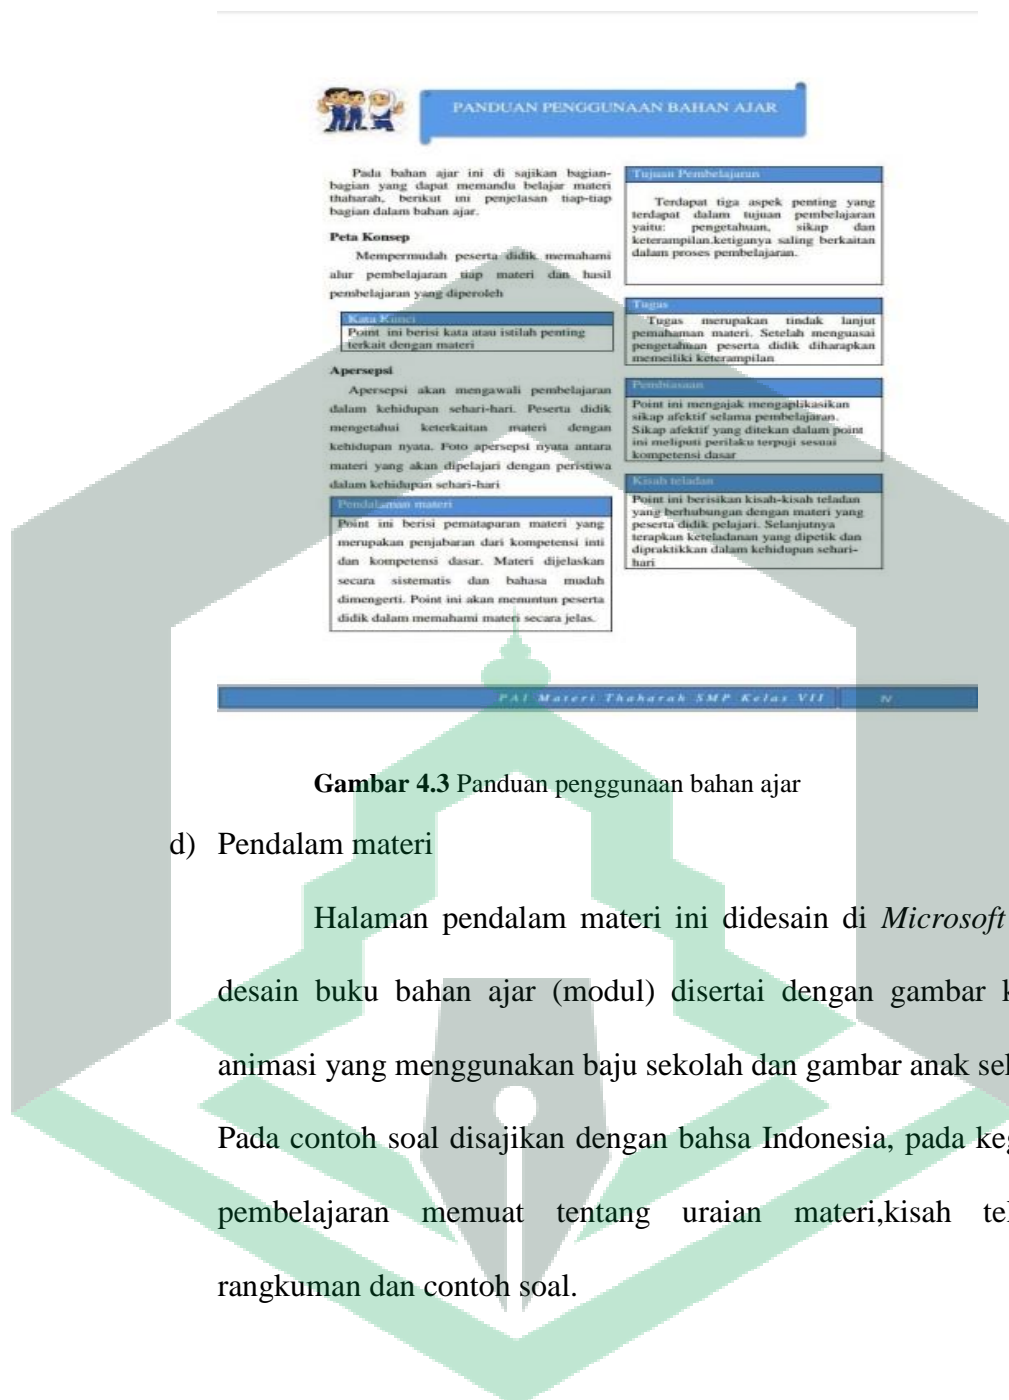 PANDUAN PENGGUNAAN BAHAN AJAR
Pada bahan ajar ini di sajikan bagian-
bagian yang dapat memandu belajar materi
thaharah, berikut ini penjelasan tiap-tiap
bagian dalam bahan ajar.
Peta Konsep
Mempermudah peserta didik memahami
alur pembelajaran tiap materi dan hasil
pembelajaran yang diperoleh
Kata Kunci
Point ini berisi kata atau istilah penting
terkait dengan materi
Apersepsi
Apersepsi akan mengawali pembelajaran
dalam kehidupan sehari-hari. Peserta didik
mengetahui keterkaitan materi dengan
kehidupan nyata. Foto apersepsi nyata antara
materi yang akan dipelajari dengan peristiwa
dalam kehidupan sehari-hari
Pendalaman materi
Point ini berisi pemataparan materi yang
merupakan penjabaran dari kompetensi inti
dan kompetensi dasar. Materi dijelaskan
secara sistematis dan bahasa mudah
dimengerti. Point ini akan menuntun peserta
didik dalam memahami materi secara jelas.
Tujuan Pembelajaran
Terdapat tiga aspek penting yang
terdapat dalam tujuan pembelajaran
yaitu: pengetahuan, sikap dan
keterampilan.ketiganya saling berkaitan
dalam proses pembelajaran.
Tugas
Tugas merupakan tindak lanjut
pemahaman materi. Setelah menguasai
pengetahuan peserta didik diharapkan
memeiliki keterampilan
Pembiasaan
Point ini mengajak mengaplikasikan
sikap afektif selama pembelajaran.
Sikap afektif yang ditekan dalam point
ini meliputi perilaku terpuji sesuai
kompetensi dasar
Kisah teladan
Point ini berisikan kisah-kisah teladan
yang berhubungan dengan materi yang
peserta didik pelajari. Selanjutnya
terapkan keteladanan yang dipetik dan
dipraktikkan dalam kehidupan sehari-
hari
PAI Materi Thaharah SMP Kelas VII
Gambar 4.3 Panduan penggunaan bahan ajar
d) Pendalam materi
Halaman pendalam materi ini didesain di Microsoft
desain buku bahan ajar (modul) disertai dengan gambar
animasi yang menggunakan baju sekolah dan gambar anak
Pada contoh soal disajikan dengan bahsa Indonesia, pada
pembelajaran memuat tentang uraian materi,kisah
rangkuman dan contoh soal.